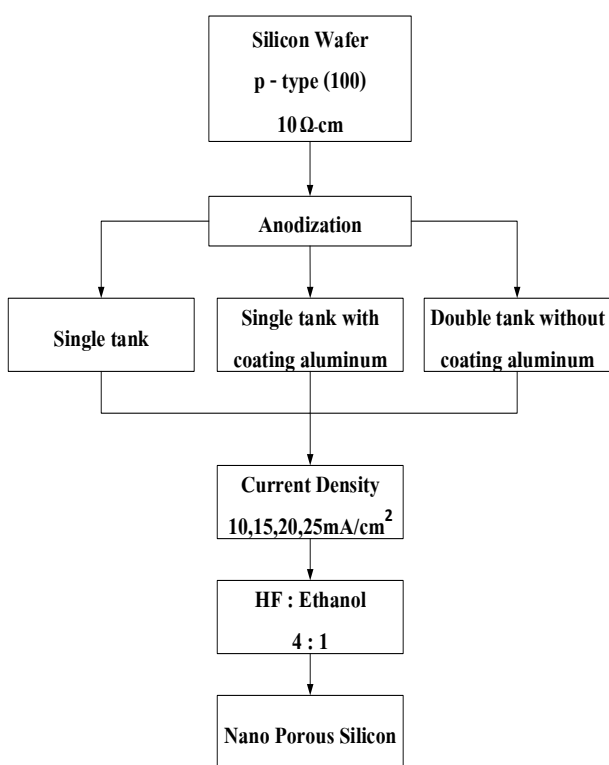 Silicon Wafer
p - type (100)
10 Ω-cm
Anodization
Single tank
Single tank with
coating aluminum
Double tank without
coating aluminum
Current Density
10,15,20,25mA/cm²
HF : Ethanol
4 : 1
Nano Porous Silicon